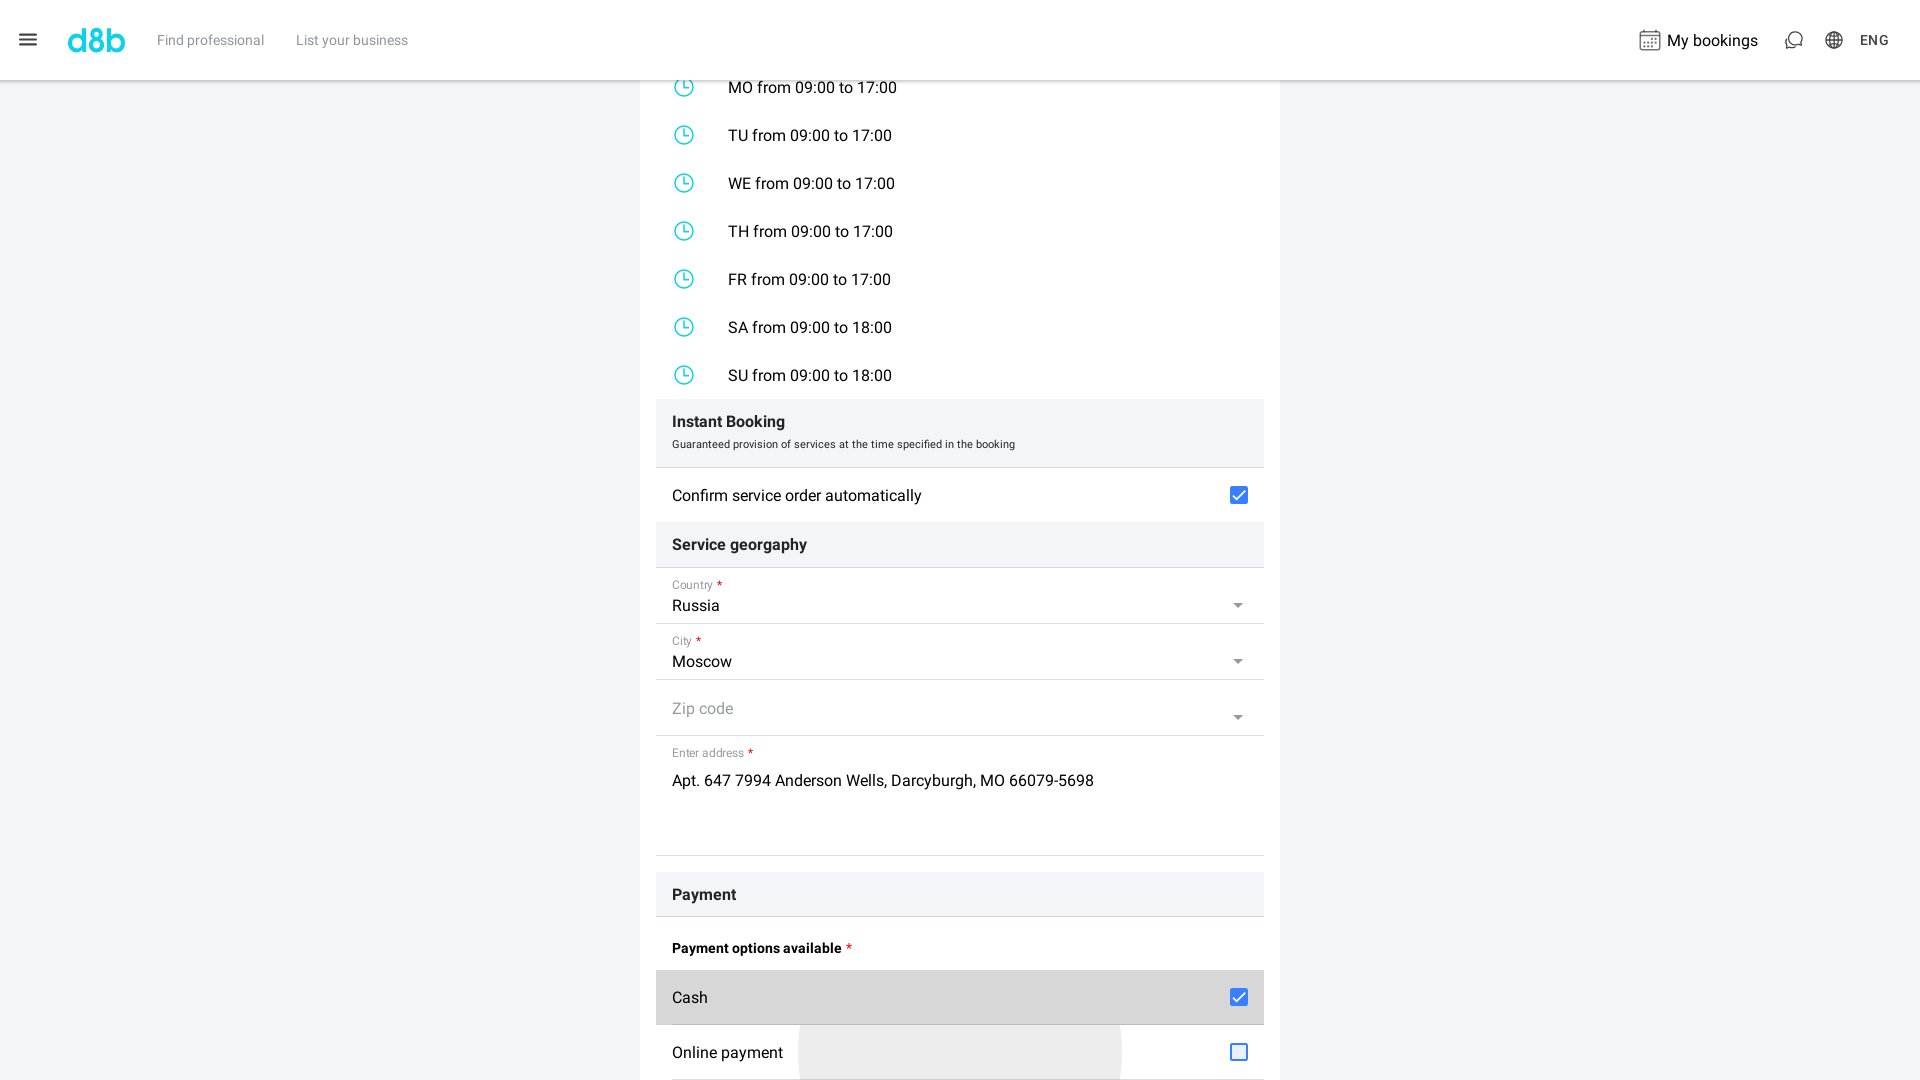 d8b
Find professional
List your business
My bookings
ENG
MO from 09:00 to 17:00
TU from 09:00 to 17:00
WE from 09:00 to 17:00
TH from 09:00 to 17:00
FR from 09:00 to 17:00
SA from 09:00 to 18:00
SU from 09:00 to 18:00
Instant Booking
Guaranteed provision of services at the time specified in the booking
Confirm service order automatically
Service georgaphy
Country *
Russia
City *
Moscow
Zip code
Enter address *
Apt. 647 7994 Anderson Wells, Darcyburgh, MO 66079-5698
Payment
Payment options available *
Cash
Online payment